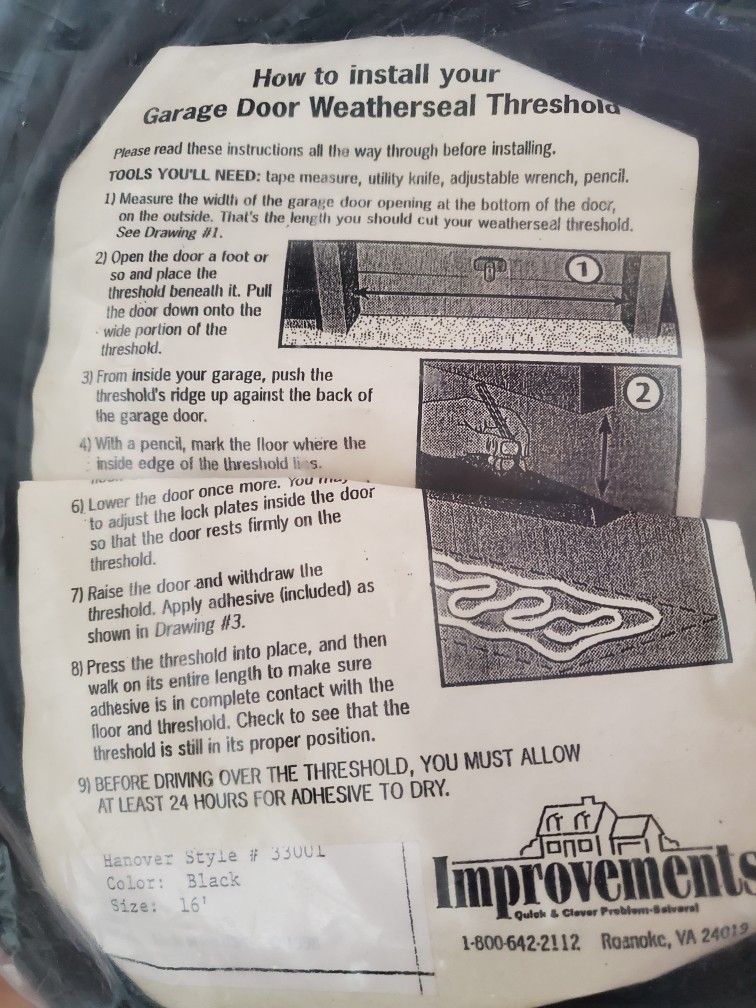 How to install your
Garage Door Weatherseal Threshold
Please read these instructions all the way through before installing.
TOOLS YOU'LL NEED: tape measure, utility knife, adjustable wrench, pencil.
1) Measure the width of the garage door opening at the bottom of the door,
on the outside. That's the length you should cut your weatherseal threshold.
See Drawing #1.
2) Open the door a foot or
so and place the
threshold beneath it. Pull
the door down onto the
wide portion of the
threshold.
1
3) From inside your garage, push the
threshold's ridge up against the back of
the garage door.
2
4) With a pencil, mark the floor where the
inside edge of the threshold lies.
6) Lower the door once more. You may
to adjust the lock plates inside the door
so that the door rests firmly on the
threshold.
7) Raise the door and withdraw the
threshold. Apply adhesive (included) as
shown in Drawing #3.
8) Press the threshold into place, and then
walk on its entire length to make sure
adhesive is in complete contact with the
floor and threshold. Check to see that the
threshold is still in its proper position.
9) BEFORE DRIVING OVER THE THRESHOLD, YOU MUST ALLOW
AT LEAST 24 HOURS FOR ADHESIVE TO DRY.
Hanover Style # 33001
Color: Black
Size: 16'
Improvements
Quick & Clever Problem-Solvers!
1-800-642-2112 Roanoke, VA 24019